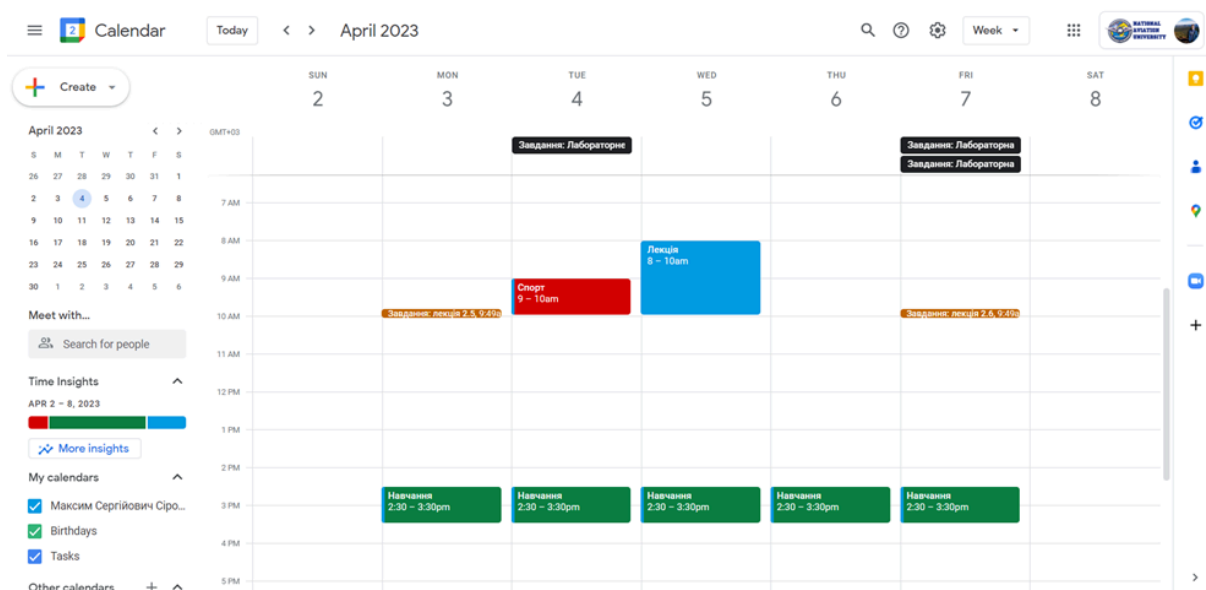 2 Calendar
Today
April 2023
Week
NATIONAL
AVIATION
UNIVERSITY
Create
April 2023
S M T W T F S
26 27 28 29 30 31 1
2 3 4 5 6 7 8
9 10 11 12 13 14 15
16 17 18 19 20 21 22
23 24 25 26 27 28 29
30 1 2 3 4 5 6
Meet with...
Search for people
Time Insights
APR 2 – 8, 2023
More insights
My calendars
Максим Сергійович Сіро...
Birthdays
Tasks
Other calendars
SUN MON TUE WED THU FRI SAT
2 3 4 5 6 7 8
GMT+03
Завдання: Лабораторне
Завдання: Лабораторна
Завдання: Лабораторна
7 AM
8 AM
Лекція
8 – 10am
9 AM
Спорт
9 – 10am
Завдання: лекція 2.5, 9:49a
Завдання: лекція 2.6, 9:49a
10 AM
11 AM
12 PM
1 PM
2 PM
Навчання Навчання Навчання Навчання Навчання
2:30 – 3:30pm 2:30 – 3:30pm 2:30 – 3:30pm 2:30 – 3:30pm 2:30 – 3:30pm
3 PM
4 PM
5 PM